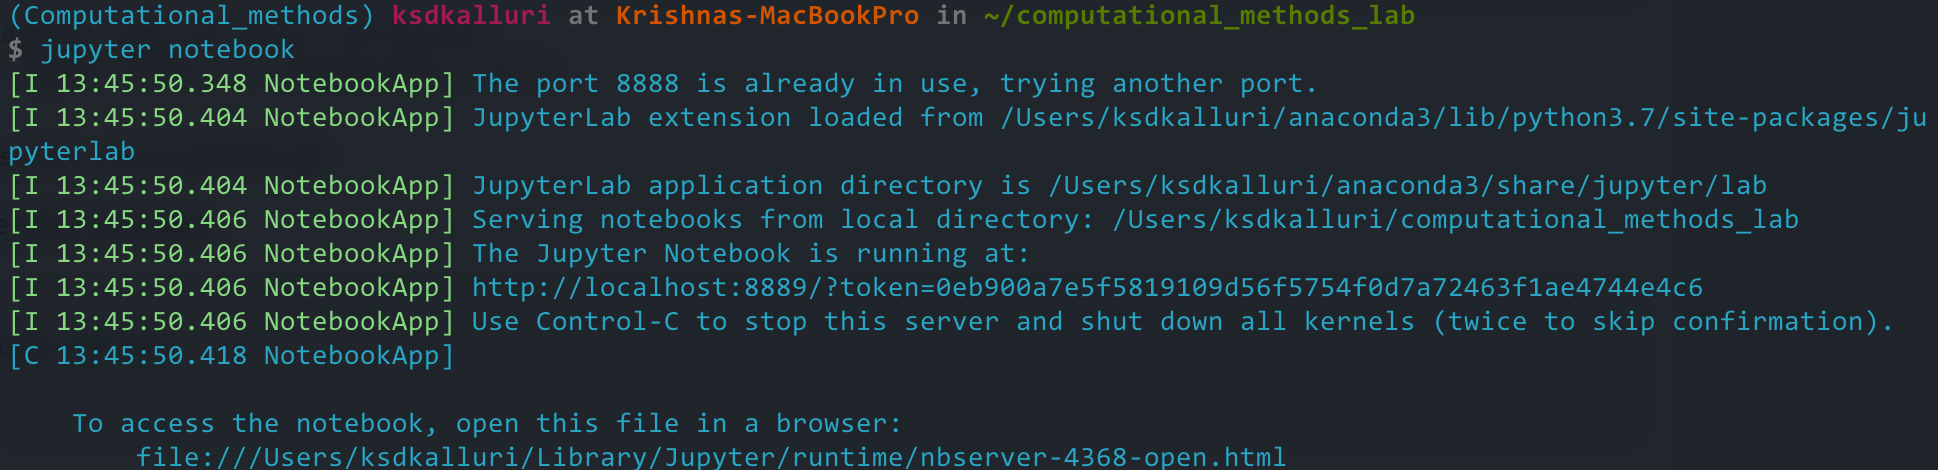 (Computational_methods) ksdkalluri at Krishnas-MacBookPro in ~/computational_methods_lab
$ jupyter notebook
[I 13:45:50.348 NotebookApp] The port 8888 is already in use, trying another port.
[I 13:45:50.404 NotebookApp] JupyterLab extension loaded from /Users/ksdkalluri/anaconda3/lib/python3.7/site-packages/ju
pyterlab
[I 13:45:50.404 NotebookApp] JupyterLab application directory is /Users/ksdkalluri/anaconda3/share/jupyter/lab
[I 13:45:50.406 NotebookApp] Serving notebooks from local directory: /Users/ksdkalluri/computational_methods_lab
[I 13:45:50.406 NotebookApp] The Jupyter Notebook is running at:
[I 13:45:50.406 NotebookApp] http://localhost:8889/?token=0eb900a7e5f5819109d56f5754f0d7a72463f1ae4744e4c6
[I 13:45:50.406 NotebookApp] Use Control-C to stop this server and shut down all kernels (twice to skip confirmation).
[C 13:45:50.418 NotebookApp]
To access the notebook, open this file in a browser:
file:///Users/ksdkalluri/Library/Jupyter/runtime/nbserver-4368-open.html